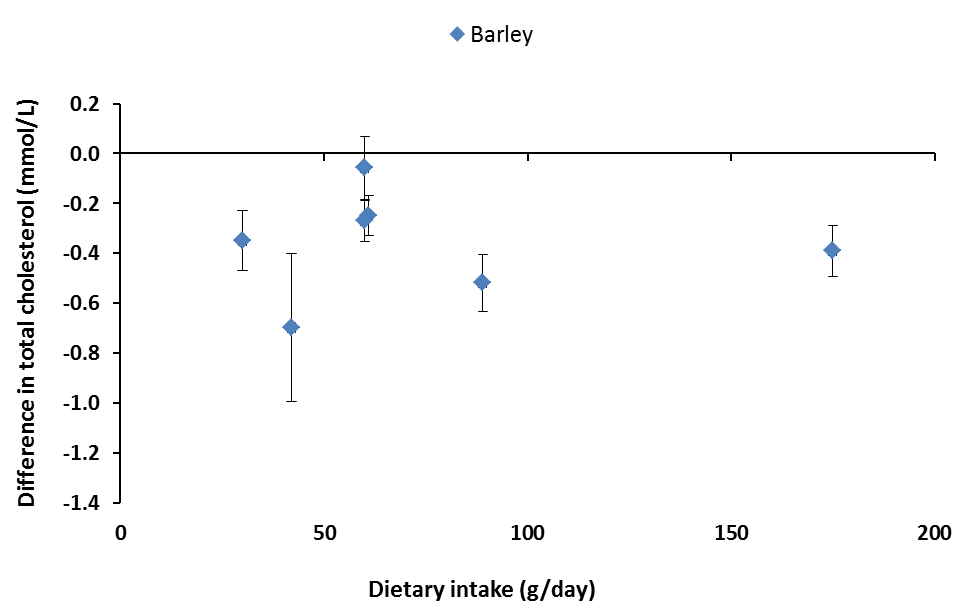 Barley
Difference in total cholesterol (mmol/L)
0.2
0.0
-0.2
-0.4
-0.6
-0.8
-1.0
-1.2
-1.4
0 50 100 150 200
Dietary intake (g/day)